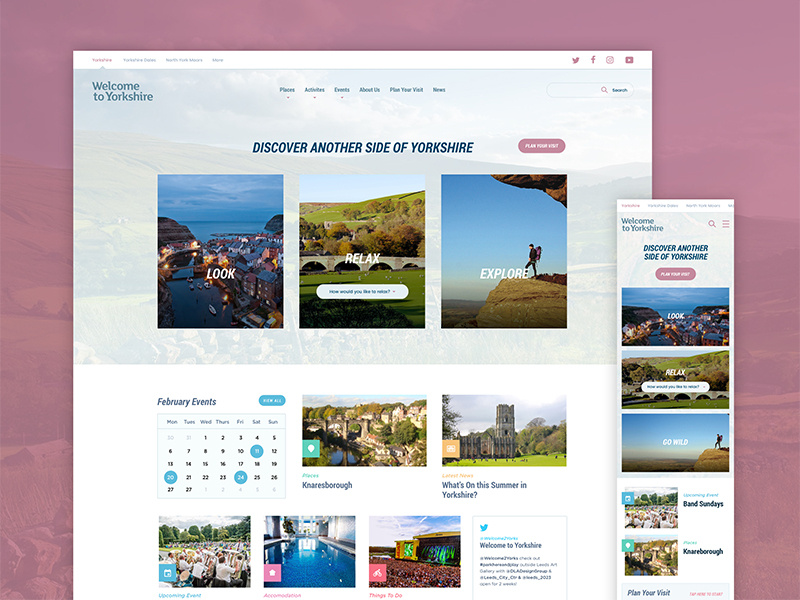 Yorkshire Yorkshire Dales North York Moors More
Welcome
to Yorkshire
Places Activites Events About Us Plan Your Visit News
Search
DISCOVER ANOTHER SIDE OF YORKSHIRE
PLAN YOUR VISIT
LOOK
RELAX
How would you like to relax?
EXPLORE
February Events
VIEW ALL
Mon Tues Wed Thurs Fri Sat Sun
30 31 1 2 3 4 5
6 7 8 9 10 11 12
13 14 15 16 17 18 19
20 21 22 23 24 25 26
27 27 1 2 3 4 5
Places
Knaresborough
Latest News
What's On this Summer in
Yorkshire?
Upcoming Event
Accomodation
Things To Do
@Welcome2Yorks
Welcome to Yorkshire
@Welcome2Yorks check out
#parkhereandplay outside Leeds Art
Gallery with @DLADesignGroup &
@Leeds_City_Ctr & @leeds_2023
open for 2 weeks!
Yorkshire Yorkshire Dales North York Moors
Welcome
to Yorkshire
DISCOVER ANOTHER
SIDE OF YORKSHIRE
PLAN YOUR VISIT
LOOK
RELAX
How would you like to relax?
GO WILD
Upcoming Event
Band Sundays
Places
Knaresborough
Plan Your Visit
TAP HERE TO START